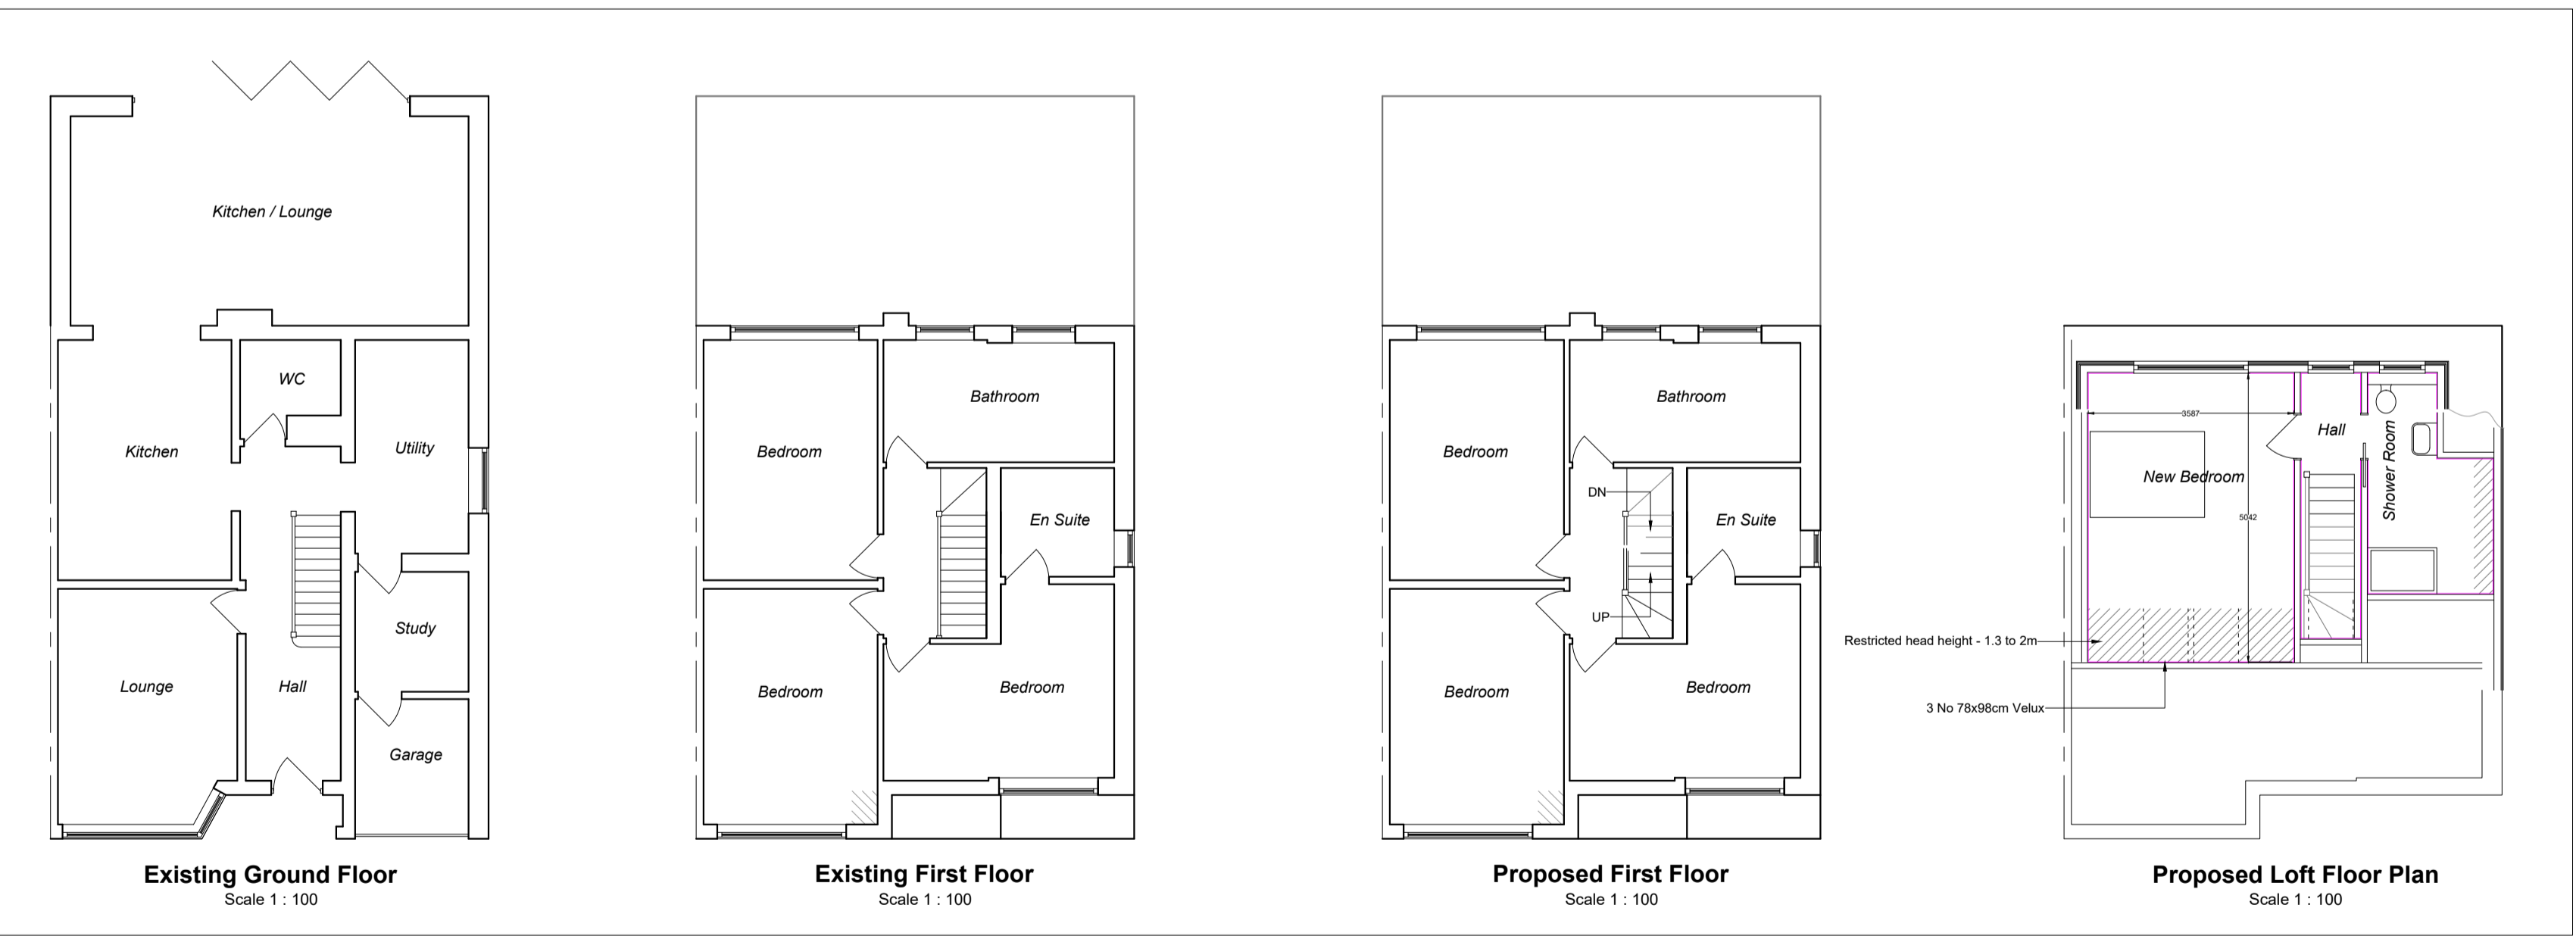 Kitchen / Lounge
WC
Kitchen
Utility
Study
Lounge
Hall
Garage
Existing Ground Floor
Scale 1 : 100
Bathroom
Bedroom
En Suite
Bedroom
Bedroom
Existing First Floor
Scale 1 : 100
Bathroom
Bedroom
DN
En Suite
UP
Bedroom
Bedroom
Proposed First Floor
Scale 1 : 100
3587
Hall
Shower Room
New Bedroom
5042
Restricted head height - 1.3 to 2m
3 No 78x98cm Velux
Proposed Loft Floor Plan
Scale 1 : 100